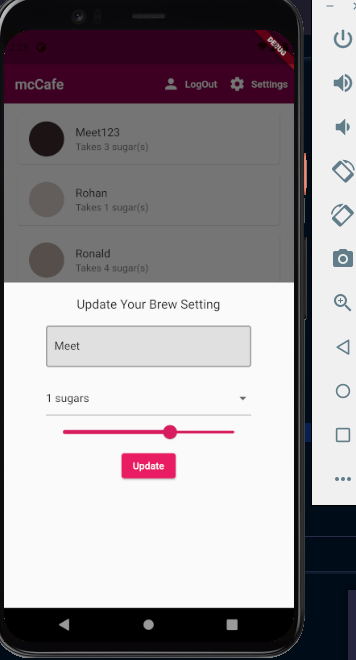 DEBUG
mcCafe
LogOut
Settings
Meet123
Takes 3 sugar(s)
Rohan
Takes 1 sugar(s)
Ronald
Takes 4 sugar(s)
Update Your Brew Setting
Meet
1 sugars
Update